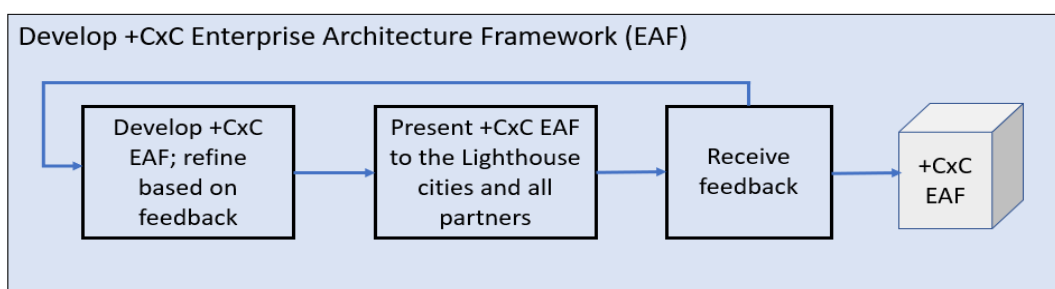 Develop +CxC Enterprise Architecture Framework (EAF)
Develop +CxC
EAF; refine
based on
feedback
Present +CxC EAF
to the Lighthouse
cities and all
partners
Receive
feedback
+CxC
EAF